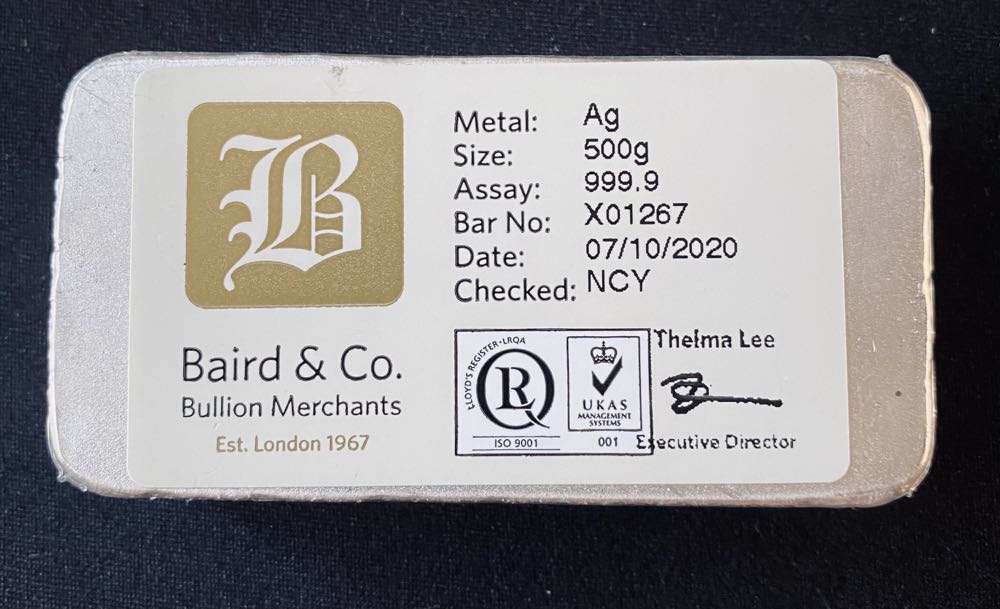 B
Metal: Ag
Size: 500g
Assay: 999.9
Bar No: X01267
Date: 07/10/2020
Checked: NCY
Baird & Co.
Bullion Merchants
Est. London 1967
LLOYD'S REGISTER·LRQA
LRQ
ISO 9001
UKAS
MANAGEMENT
SYSTEMS
001
Thelma Lee
Executive Director